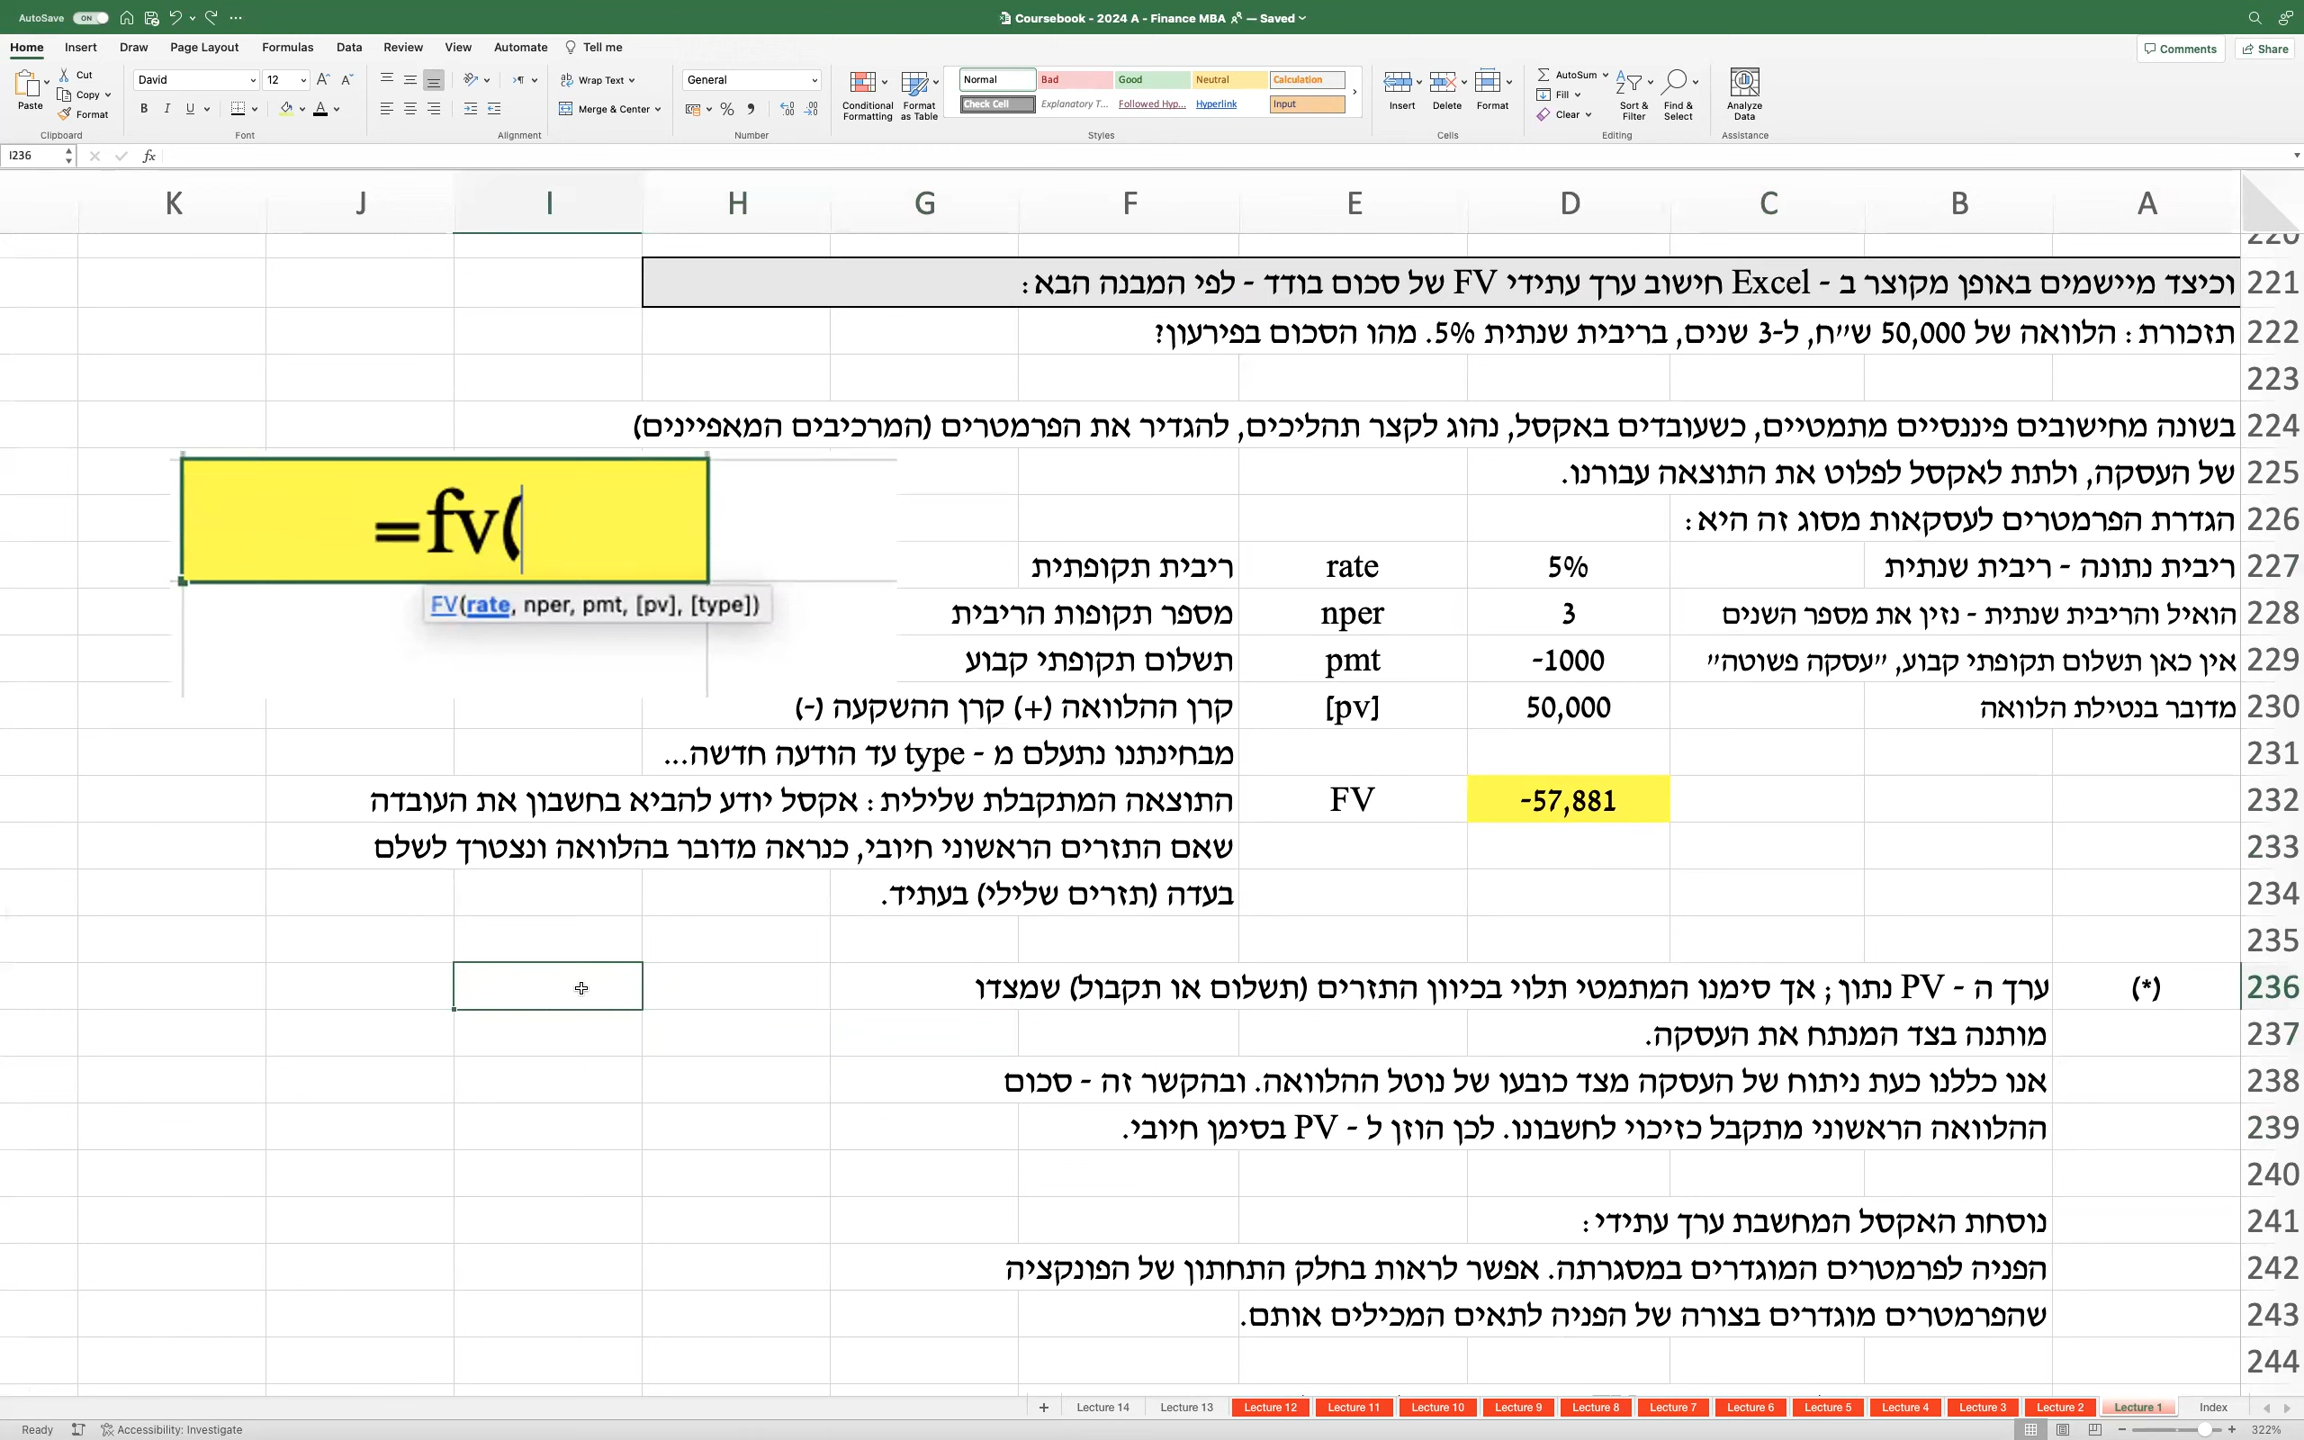 AutoSave ON
Coursebook - 2024 A - Finance MBA — Saved
Home Insert Draw Page Layout Formulas Data Review View Automate Tell me
Comments Share
Paste Cut Copy Format
David 12
B I U
Wrap Text
Merge & Center
General
Conditional Formatting
Format as Table
Normal Bad Good Neutral Calculation
Check Cell Explanatory T... Followed Hyp... Hyperlink Input
Insert Delete Format
AutoSum
Fill
Clear
Sort & Filter
Find & Select
Analyze Data
Clipboard Font Alignment Number Styles Cells Editing Assistance
I236 fx
K J I H G F E D C B A
220
221 וכיצד מיישמים באופן מקוצר ב - Excel חישוב ערך עתידי FV של סכום בודד - לפי המבנה הבא:
222 תזכורת: הלוואה של 50,000 ש״ח, ל-3 שנים, בריבית שנתית 5%. מהו הסכום בפירעון?
223
224 בשונה מחישובים פיננסיים מתמטיים, כשעובדים באקסל, נהוג לקצר תהליכים, להגדיר את הפרמטרים (המרכיבים המאפיינים)
225 של העסקה, ולתת לאקסל לפלוט את התוצאה עבורנו.
=fv(
FV(rate, nper, pmt, [pv], [type])
226 הגדרת הפרמטרים לעסקאות מסוג זה היא:
227 ריבית נתונה - ריבית שנתית 5% rate ריבית תקופתית
228 הואיל והריבית שנתית - נזין את מספר השנים 3 nper מספר תקופות הריבית
229 אין כאן תשלום תקופתי קבוע, ״עסקה פשוטה״ -1000 pmt תשלום תקופתי קבוע
230 מדובר בנטילת הלוואה 50,000 [pv] קרן ההלוואה (+) קרן ההשקעה (-)
231 מבחינתנו נתעלם מ - type עד הודעה חדשה...
232 -57,881 FV התוצאה המתקבלת שלילית: אקסל יודע להביא בחשבון את העובדה
233 שאם התזרים הראשוני חיובי, כנראה מדובר בהלוואה ונצטרך לשלם
234 בעדה (תזרים שלילי) בעתיד.
235
236 (*) ערך ה - PV נתון; אך סימנו המתמטי תלוי בכיוון התזרים (תשלום או תקבול) שמצדו
237 מותנה בצד המנתח את העסקה.
238 אנו כללנו כעת ניתוח של העסקה מצד כובעו של נוטל ההלוואה. ובהקשר זה - סכום
239 ההלוואה הראשוני מתקבל כזיכוי לחשבונו. לכן הוזן ל - PV בסימן חיובי.
240
241 נוסחת האקסל המחשבת ערך עתידי:
242 הפניה לפרמטרים המוגדרים במסגרתה. אפשר לראות בחלק התחתון של הפונקציה
243 שהפרמטרים מוגדרים בצורה של הפניה לתאים המכילים אותם.
244
+ Lecture 14 Lecture 13 Lecture 12 Lecture 11 Lecture 10 Lecture 9 Lecture 8 Lecture 7 Lecture 6 Lecture 5 Lecture 4 Lecture 3 Lecture 2 Lecture 1 Index
Ready Accessibility: Investigate 322%